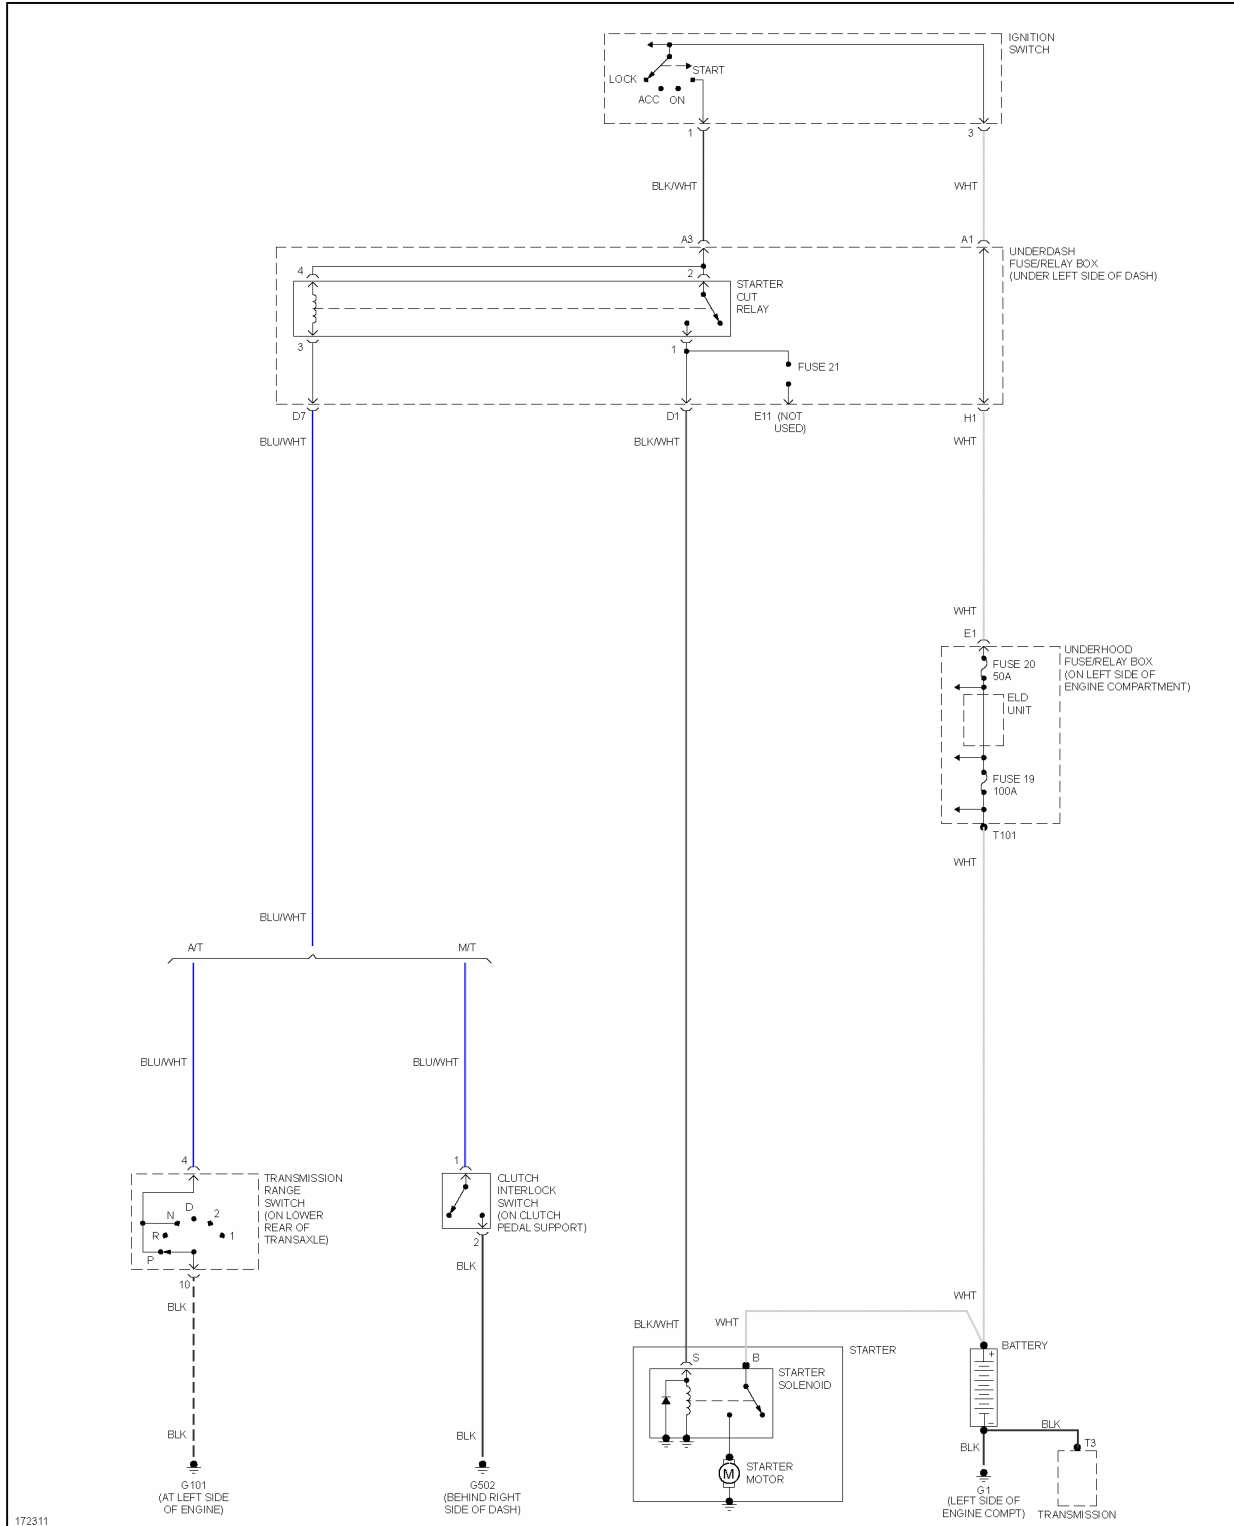 IGNITION
SWITCH
START
LOCK
ACC ON
1
3
BLK/WHT
WHT
A3
A1
UNDERDASH
FUSE/RELAY BOX
(UNDER LEFT SIDE OF DASH)
4
2
STARTER
CUT
RELAY
3
1
FUSE 21
D7
D1
E11 (NOT
USED)
H1
BLU/WHT
BLK/WHT
WHT
WHT
E1
UNDERHOOD
FUSE/RELAY BOX
(ON LEFT SIDE OF
ENGINE COMPARTMENT)
FUSE 20
50A
ELD
UNIT
FUSE 19
100A
T101
WHT
BLU/WHT
A/T
M/T
BLU/WHT
BLU/WHT
4
1
TRANSMISSION
RANGE
SWITCH
(ON LOWER
REAR OF
TRANSAXLE)
D
N
2
R
1
P
10
CLUTCH
INTERLOCK
SWITCH
(ON CLUTCH
PEDAL SUPPORT)
2
BLK
BLK
WHT
BLK/WHT
WHT
STARTER
BATTERY
S
B
STARTER
SOLENOID
+
-
BLK
BLK
BLK
BLK
T3
M
STARTER
MOTOR
G101
(AT LEFT SIDE
OF ENGINE)
G502
(BEHIND RIGHT
SIDE OF DASH)
G1
(LEFT SIDE OF
ENGINE COMPT)
TRANSMISSION
172311